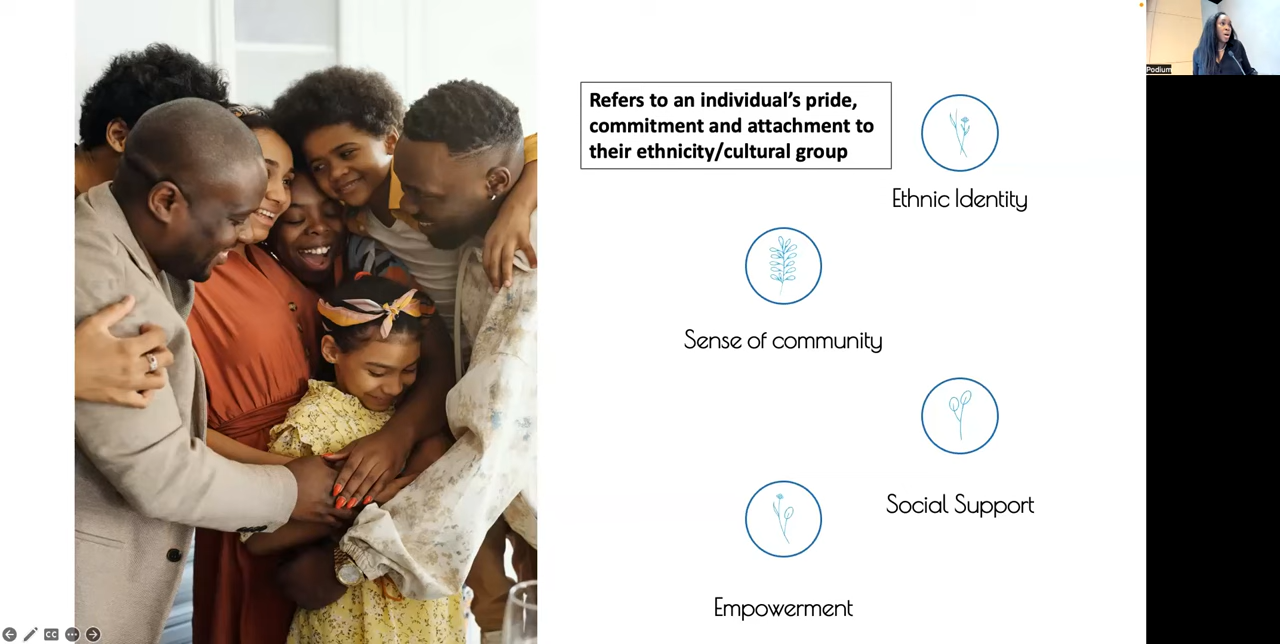 Podium
Refers to an individual’s pride,
commitment and attachment to
their ethnicity/cultural group
Ethnic Identity
Sense of community
Social Support
Empowerment
CC